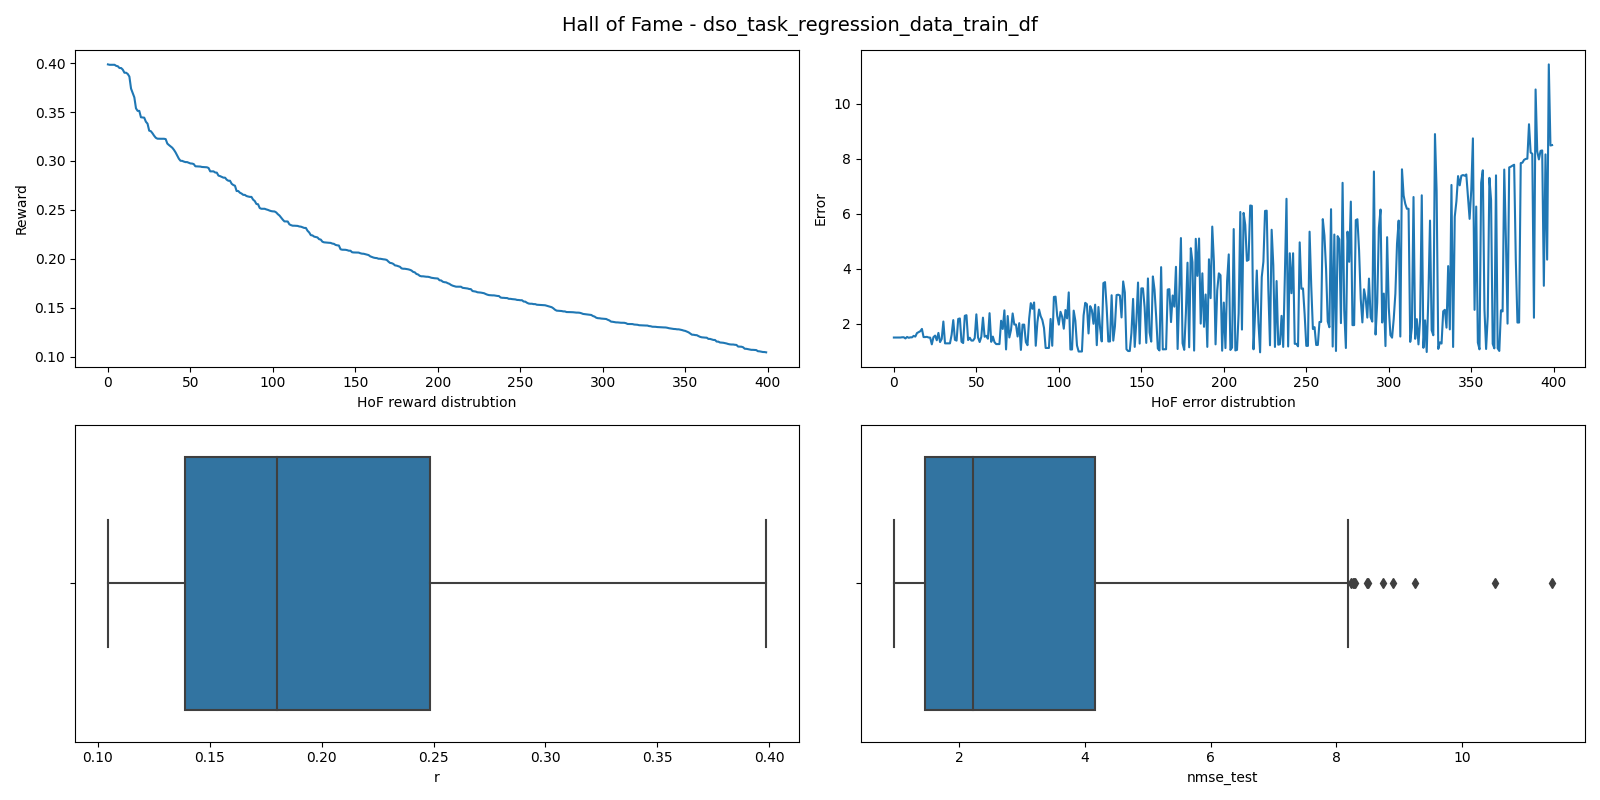 Hall of Fame - dso_task_regression_data_train_df
0.40
0.35
0.30
0.25
0.20
0.15
0.10
Reward
0 50 100 150 200 250 300 350 400
HoF reward distrubtion
10
8
6
4
2
Error
0 50 100 150 200 250 300 350 400
HoF error distrubtion
0.10 0.15 0.20 0.25 0.30 0.35 0.40
r
2 4 6 8 10
nmse_test